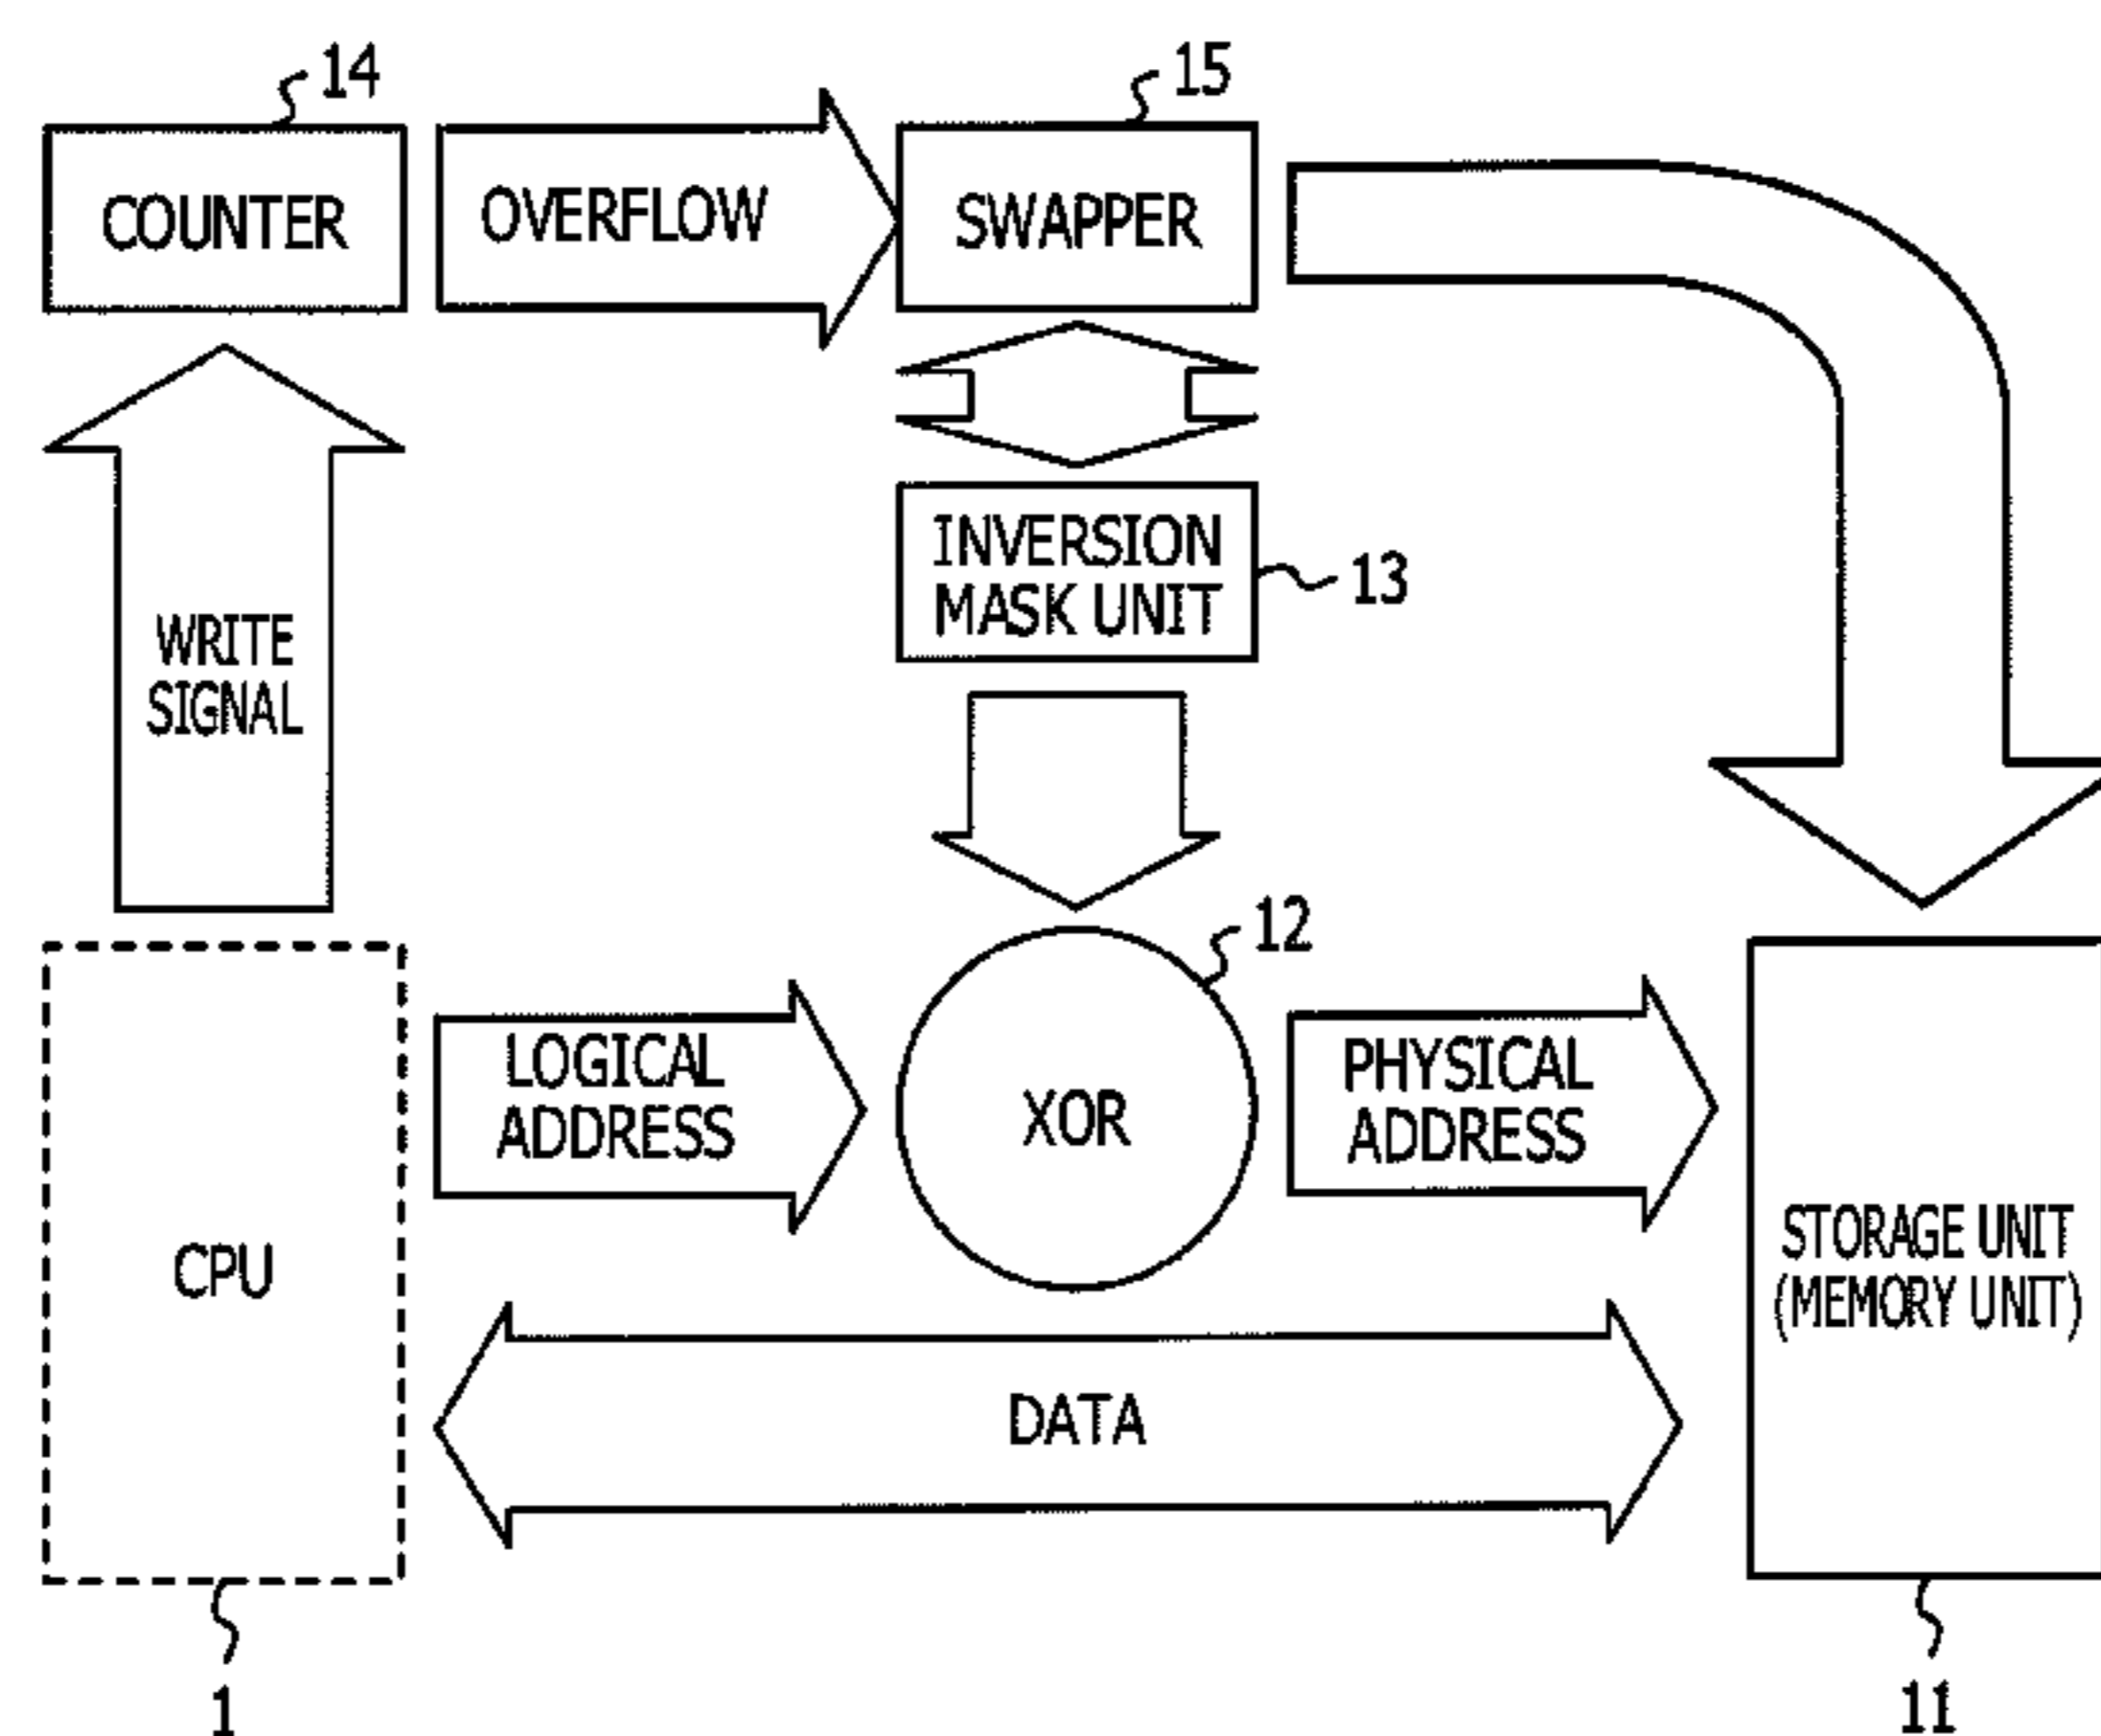 14
15
COUNTER
OVERFLOW
SWAPPER
INVERSION
MASK UNIT
13
WRITE
SIGNAL
12
LOGICAL
ADDRESS
XOR
PHYSICAL
ADDRESS
CPU
STORAGE UNIT
(MEMORY UNIT)
DATA
1
11